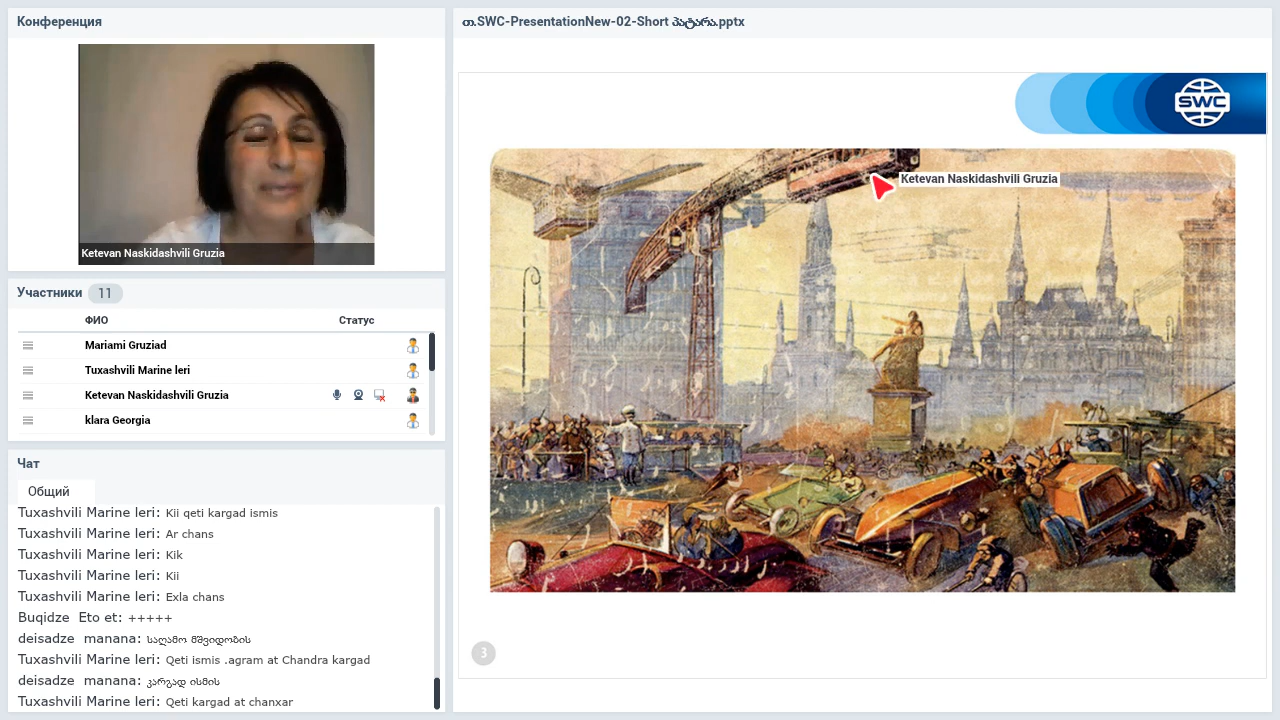 Конференция
Ketevan Naskidashvili Gruzia
Участники 11
ФИО Статус
Mariami Gruziad
Tuxashvili Marine leri
Ketevan Naskidashvili Gruzia
klara Georgia
Чат
Общий
Tuxashvili Marine leri: Kii qeti kargad ismis
Tuxashvili Marine leri: Ar chans
Tuxashvili Marine leri: Kik
Tuxashvili Marine leri: Kii
Tuxashvili Marine leri: Exla chans
Buqidze Eto et: +++++
deisadze manana: საღამო მშვიდობის
Tuxashvili Marine leri: Qeti ismis .agram at Chandra kargad
deisadze manana: კარგად ისმის
Tuxashvili Marine leri: Qeti kargad at chanxar
თ.SWC-PresentationNew-02-Short პატარა.pptx
SWC
Ketevan Naskidashvili Gruzia
3